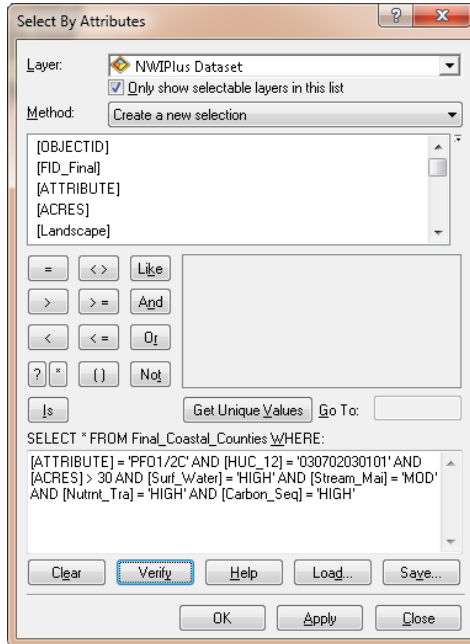 Select By Attributes
? X
Layer: NWIPlus Dataset
Only show selectable layers in this list
Method: Create a new selection
[OBJECTID]
[FID_Final]
[ATTRIBUTE]
[ACRES]
[Landscape]
= < > Like
> > = And
< < = Or
? * ( ) Not
Is Get Unique Values Go To:
SELECT * FROM Final_Coastal_Counties WHERE:
[ATTRIBUTE] = 'PFO1/2C' AND [HUC_12] = '030702030101' AND
[ACRES] > 30 AND [Surf_Water] = 'HIGH' AND [Stream_Mai] = 'MOD'
AND [Nutrnt_Tra] = 'HIGH' AND [Carbon_Seq] = 'HIGH'
Clear Verify Help Load... Save...
OK Apply Close